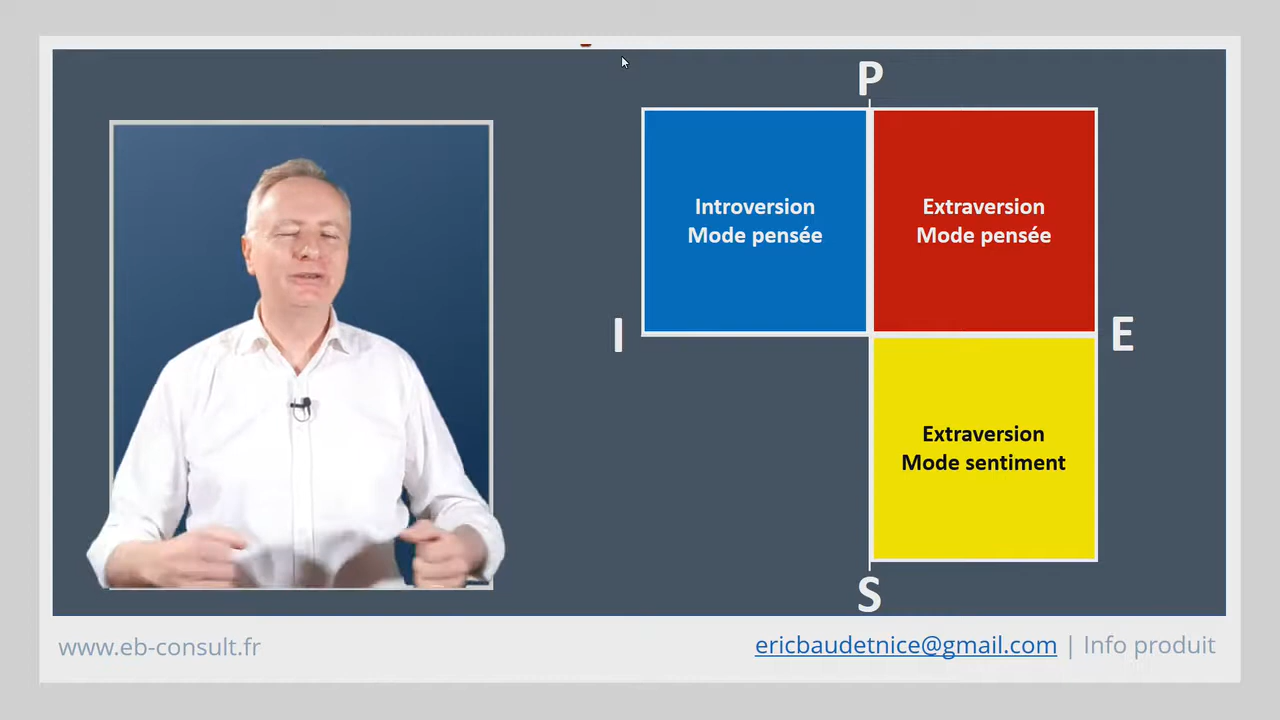 P
Introversion
Mode pensée
Extraversion
Mode pensée
I
E
Extraversion
Mode sentiment
S
www.eb-consult.fr
ericbaudetnice@gmail.com | Info produit